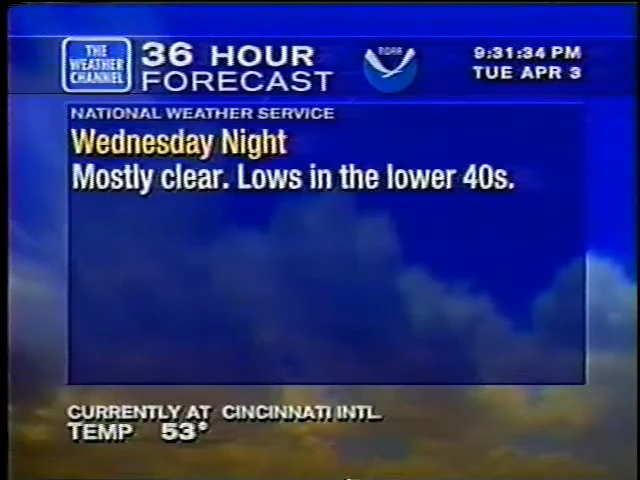 THE
WEATHER
CHANNEL
36 HOUR
FORECAST
NOAA
9:31:34 PM
TUE APR 3
NATIONAL WEATHER SERVICE
Wednesday Night
Mostly clear. Lows in the lower 40s.
CURRENTLY AT CINCINNATI INTL.
TEMP 53°